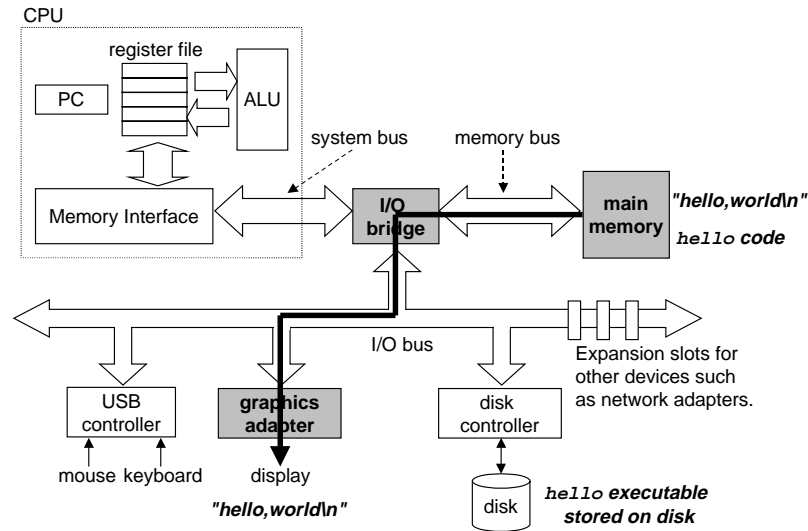 CPU
register file
PC
ALU
system bus
memory bus
Memory Interface
I/O
bridge
main
memory
"hello,world\n"
hello code
I/O bus
Expansion slots for
other devices such
as network adapters.
USB
controller
graphics
adapter
disk
controller
mouse keyboard
display
"hello,world\n"
disk
hello executable
stored on disk